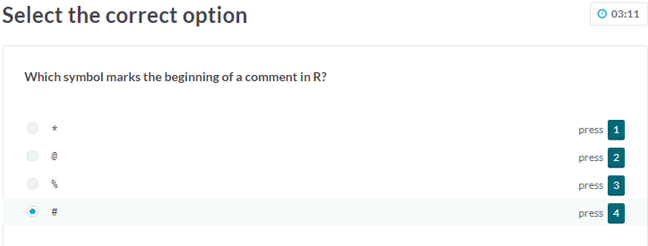 Select the correct option
03:11
Which symbol marks the beginning of a comment in R?
* press 1
@ press 2
% press 3
# press 4